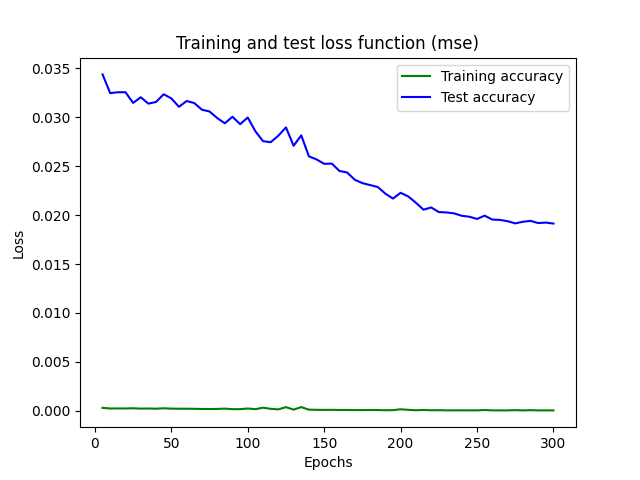 Training and test loss function (mse)
Training accuracy
Test accuracy
0.035
0.030
0.025
0.020
0.015
0.010
0.005
0.000
Loss
0 50 100 150 200 250 300
Epochs